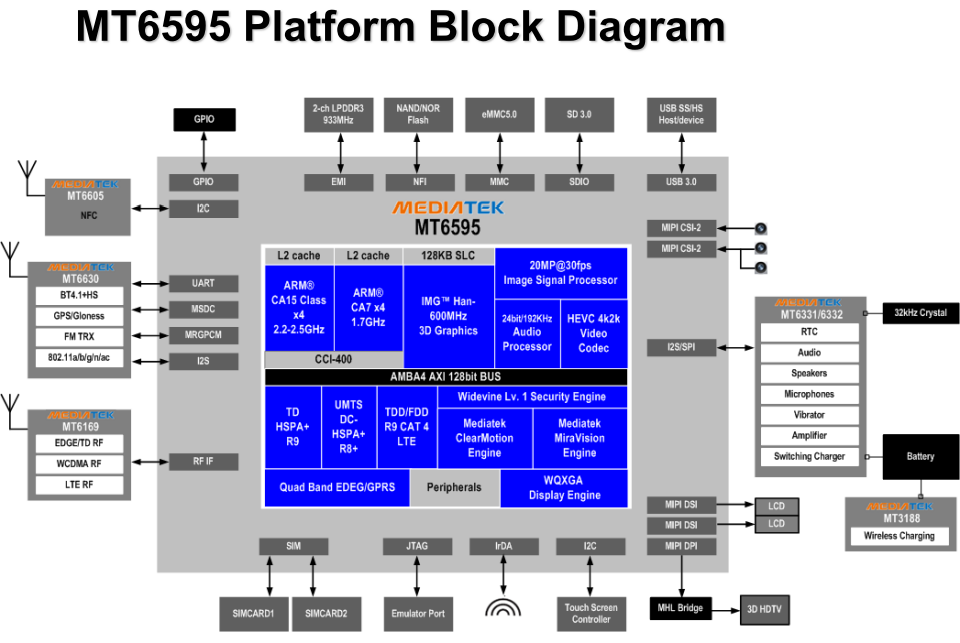 MT6595 Platform Block Diagram
GPIO
2-ch LPDDR3
933MHz
NAND/NOR
Flash
eMMC5.0
SD 3.0
USB SS/HS
Host/device
GPIO
EMI
NFI
MMC
SDIO
USB 3.0
MEDIATEK
MT6605
NFC
I2C
MEDIATEK
MT6595
MIPI CSI-2
MIPI CSI-2
MEDIATEK
MT6630
BT4.1+HS
GPS/Gloness
FM TRX
802.11a/b/g/n/ac
UART
MSDC
MRGPCM
I2S
L2 cache
L2 cache
128KB SLC
ARM®
CA15 Class
x4
2.2-2.5GHz
ARM®
CA7 x4
1.7GHz
IMG™ Han-
600MHz
3D Graphics
20MP@30fps
Image Signal Processor
24bit/192KHz
Audio
Processor
HEVC 4k2k
Video
Codec
CCI-400
AMBA4 AXI 128bit BUS
I2S/SPI
MEDIATEK
MT6331/6332
RTC
Audio
Speakers
Microphones
Vibrator
Amplifier
Switching Charger
32kHz Crystal
Battery
MEDIATEK
MT3188
Wireless Charging
MEDIATEK
MT6169
EDGE/TD RF
WCDMA RF
LTE RF
RF IF
TD
HSPA+
R9
UMTS
DC-
HSPA+
R8+
TDD/FDD
R9 CAT 4
LTE
Widevine Lv. 1 Security Engine
Mediatek
ClearMotion
Engine
Mediatek
MiraVision
Engine
Quad Band EDEG/GPRS
Peripherals
WQXGA
Display Engine
MIPI DSI
LCD
MIPI DSI
LCD
MIPI DPI
SIM
JTAG
IrDA
I2C
SIMCARD1
SIMCARD2
Emulator Port
Touch Screen
Controller
MHL Bridge
3D HDTV